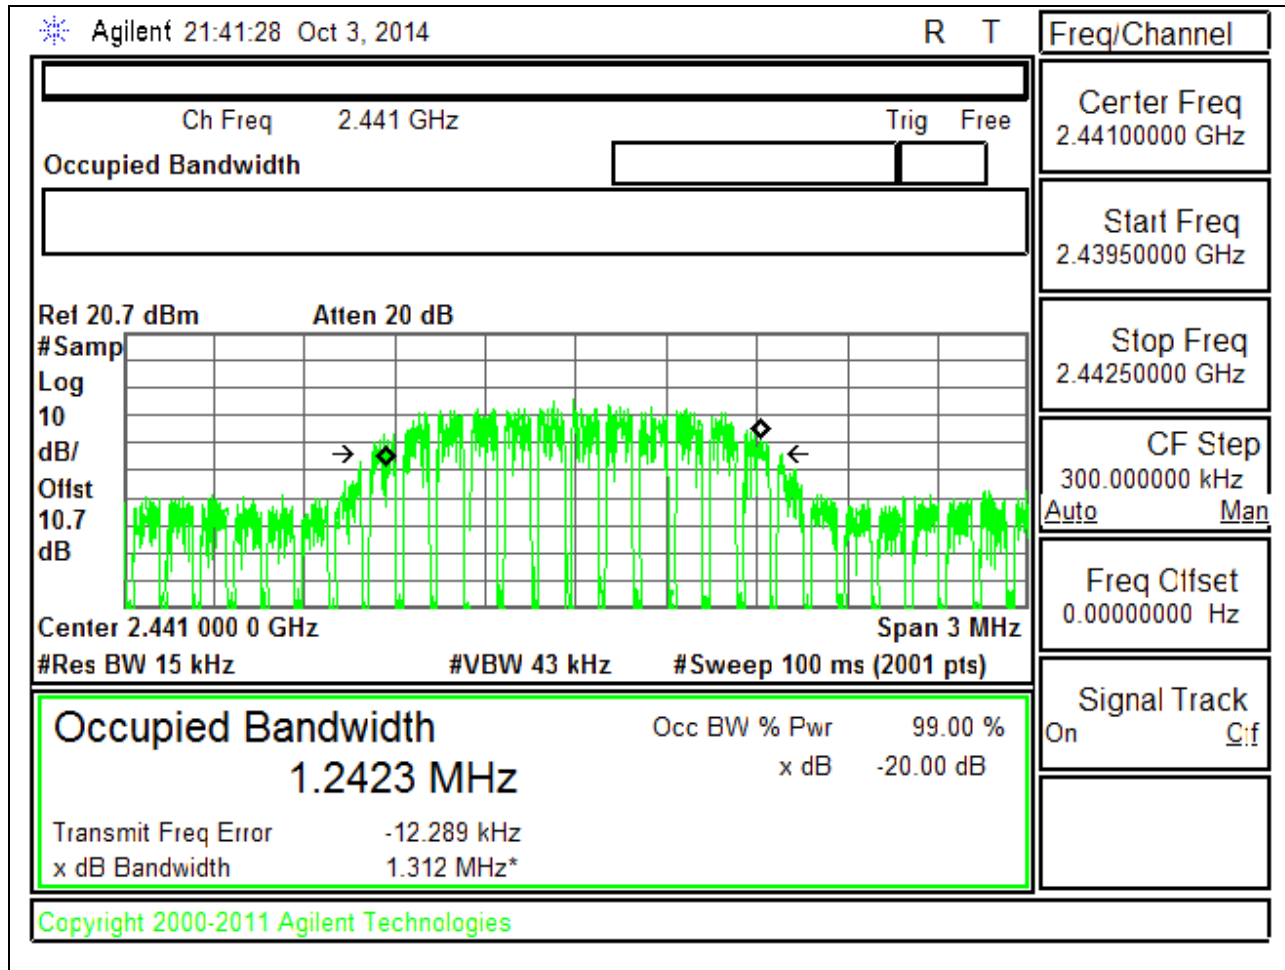 Agilent 21:41:28 Oct 3, 2014 R T
Freq/Channel
Ch Freq 2.441 GHz Trig Free
Occupied Bandwidth
Center Freq
2.44100000 GHz
Start Freq
2.43950000 GHz
Stop Freq
2.44250000 GHz
CF Step
300.000000 kHz
Auto Man
Freq Offset
0.00000000 Hz
Signal Track
On Off
Ref 20.7 dBm Atten 20 dB
#Samp
Log
10
dB/
Offst
10.7
dB
Center 2.441 000 0 GHz Span 3 MHz
#Res BW 15 kHz #VBW 43 kHz #Sweep 100 ms (2001 pts)
Occupied Bandwidth Occ BW % Pwr 99.00 %
1.2423 MHz x dB -20.00 dB
Transmit Freq Error -12.289 kHz
x dB Bandwidth 1.312 MHz*
Copyright 2000-2011 Agilent Technologies